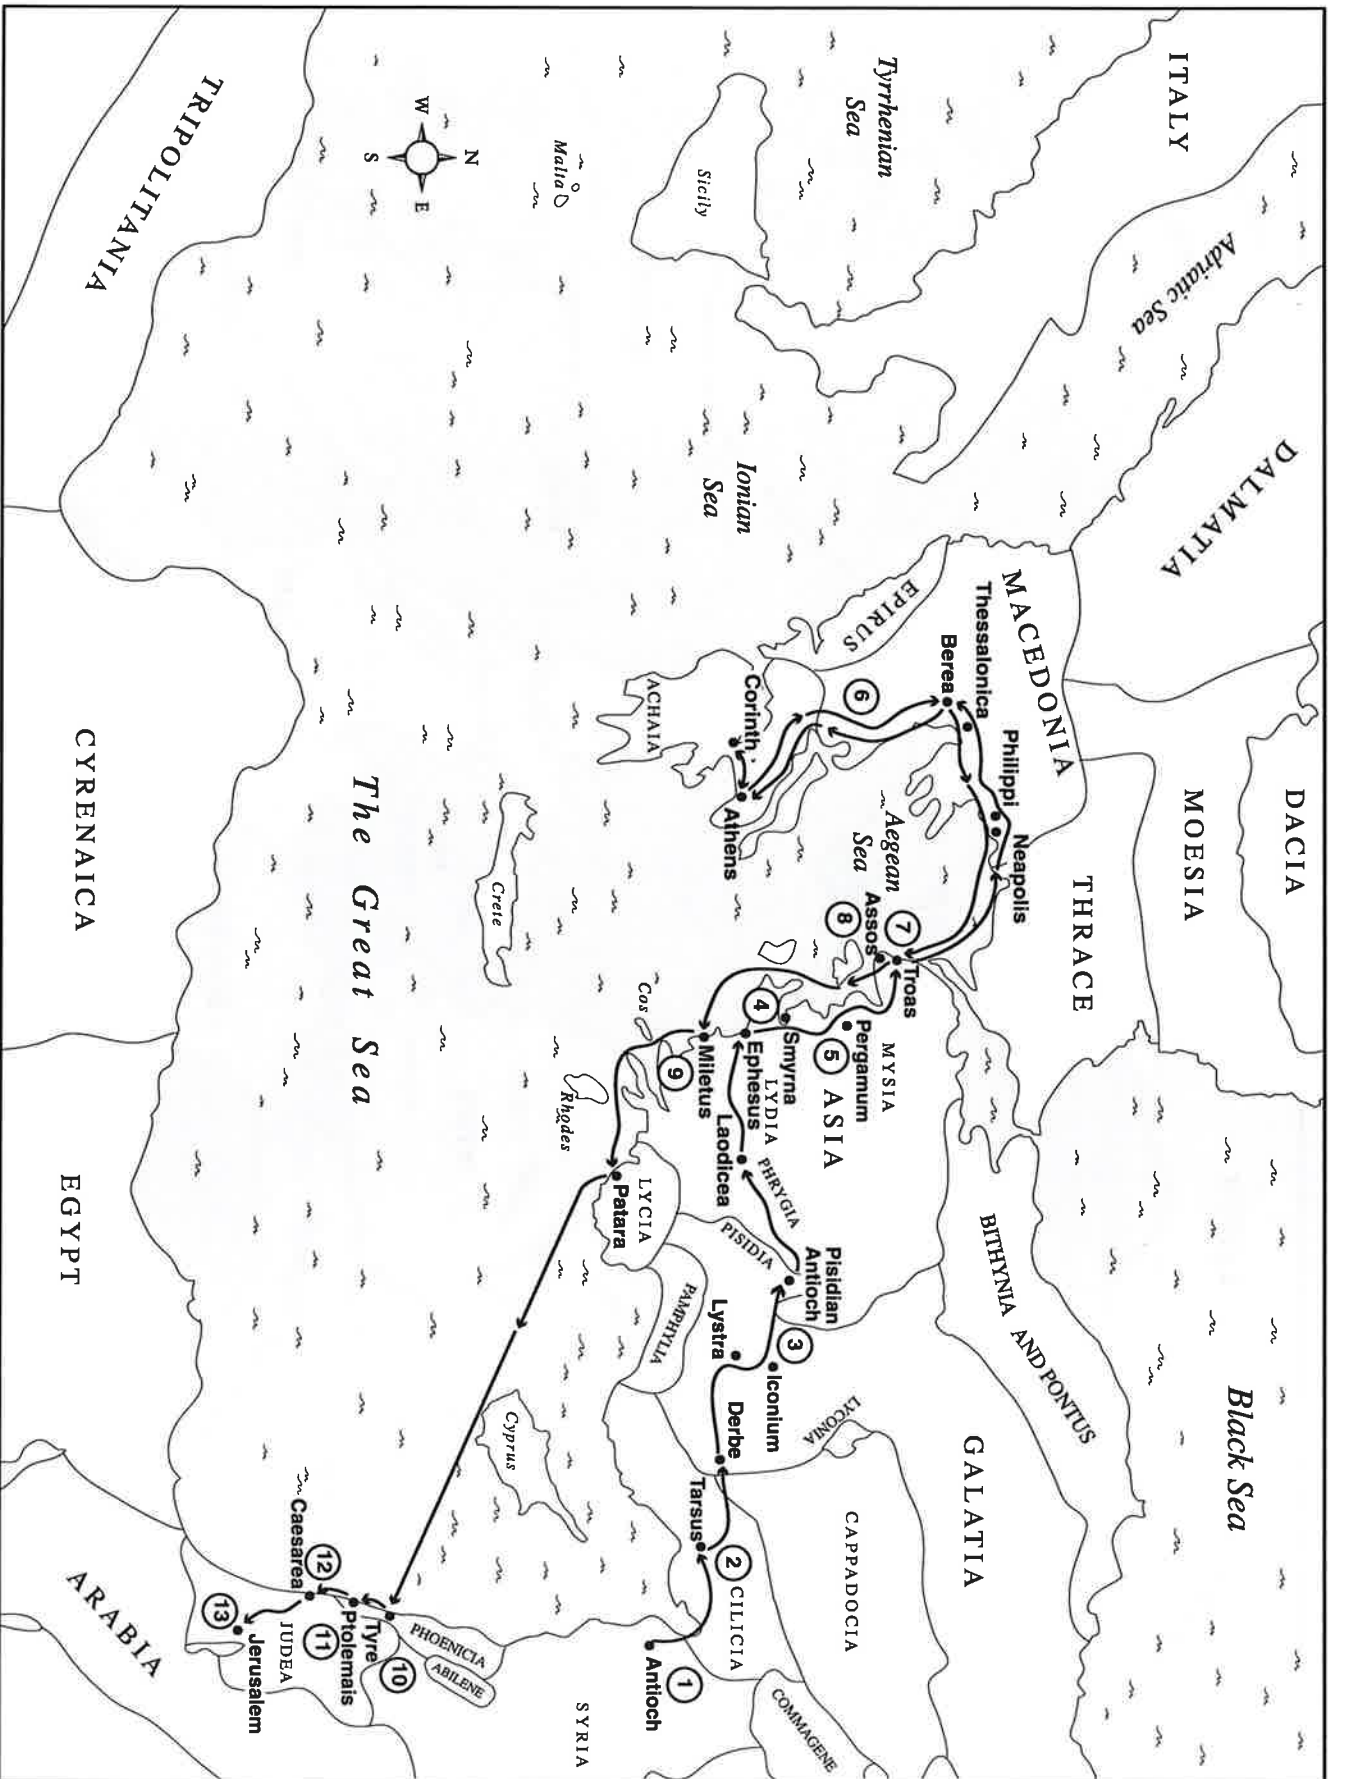 ITALY
Tyrrhenian
Sea
Adriatic Sea
DALMATIA
DACIA
MOESIA
THRACE
Black Sea
MACEDONIA
Thessalonica
Berea
Philippi
Neapolis
EPIRUS
6
Sicily
Malta
N
W
E
S
Ionian
Sea
ACHAIA
Corinth
Athens
Aegean
Sea
Assos
8
7
Troas
Pergamum
MYSIA
5
ASIA
4
Smyrna
LYDIA
Ephesus
Laodicea
PHRYGIA
Miletus
9
Cos
Rhodes
Crete
LYCIA
Patara
PISIDIA
PAMPHYLIA
Pisidian
Antioch
3
Lystra
Iconium
Derbe
LYCONIA
BITHYNIA AND PONTUS
GALATIA
CAPPADOCIA
Tarsus
2
CILICIA
COMMAGENE
1
Antioch
SYRIA
Cyprus
PHOENICIA
ABILENE
10
Tyre
Ptolemais
11
12
Caesarea
JUDEA
13
Jerusalem
The Great Sea
TRIPOLITANIA
CYRENAICA
EGYPT
ARABIA